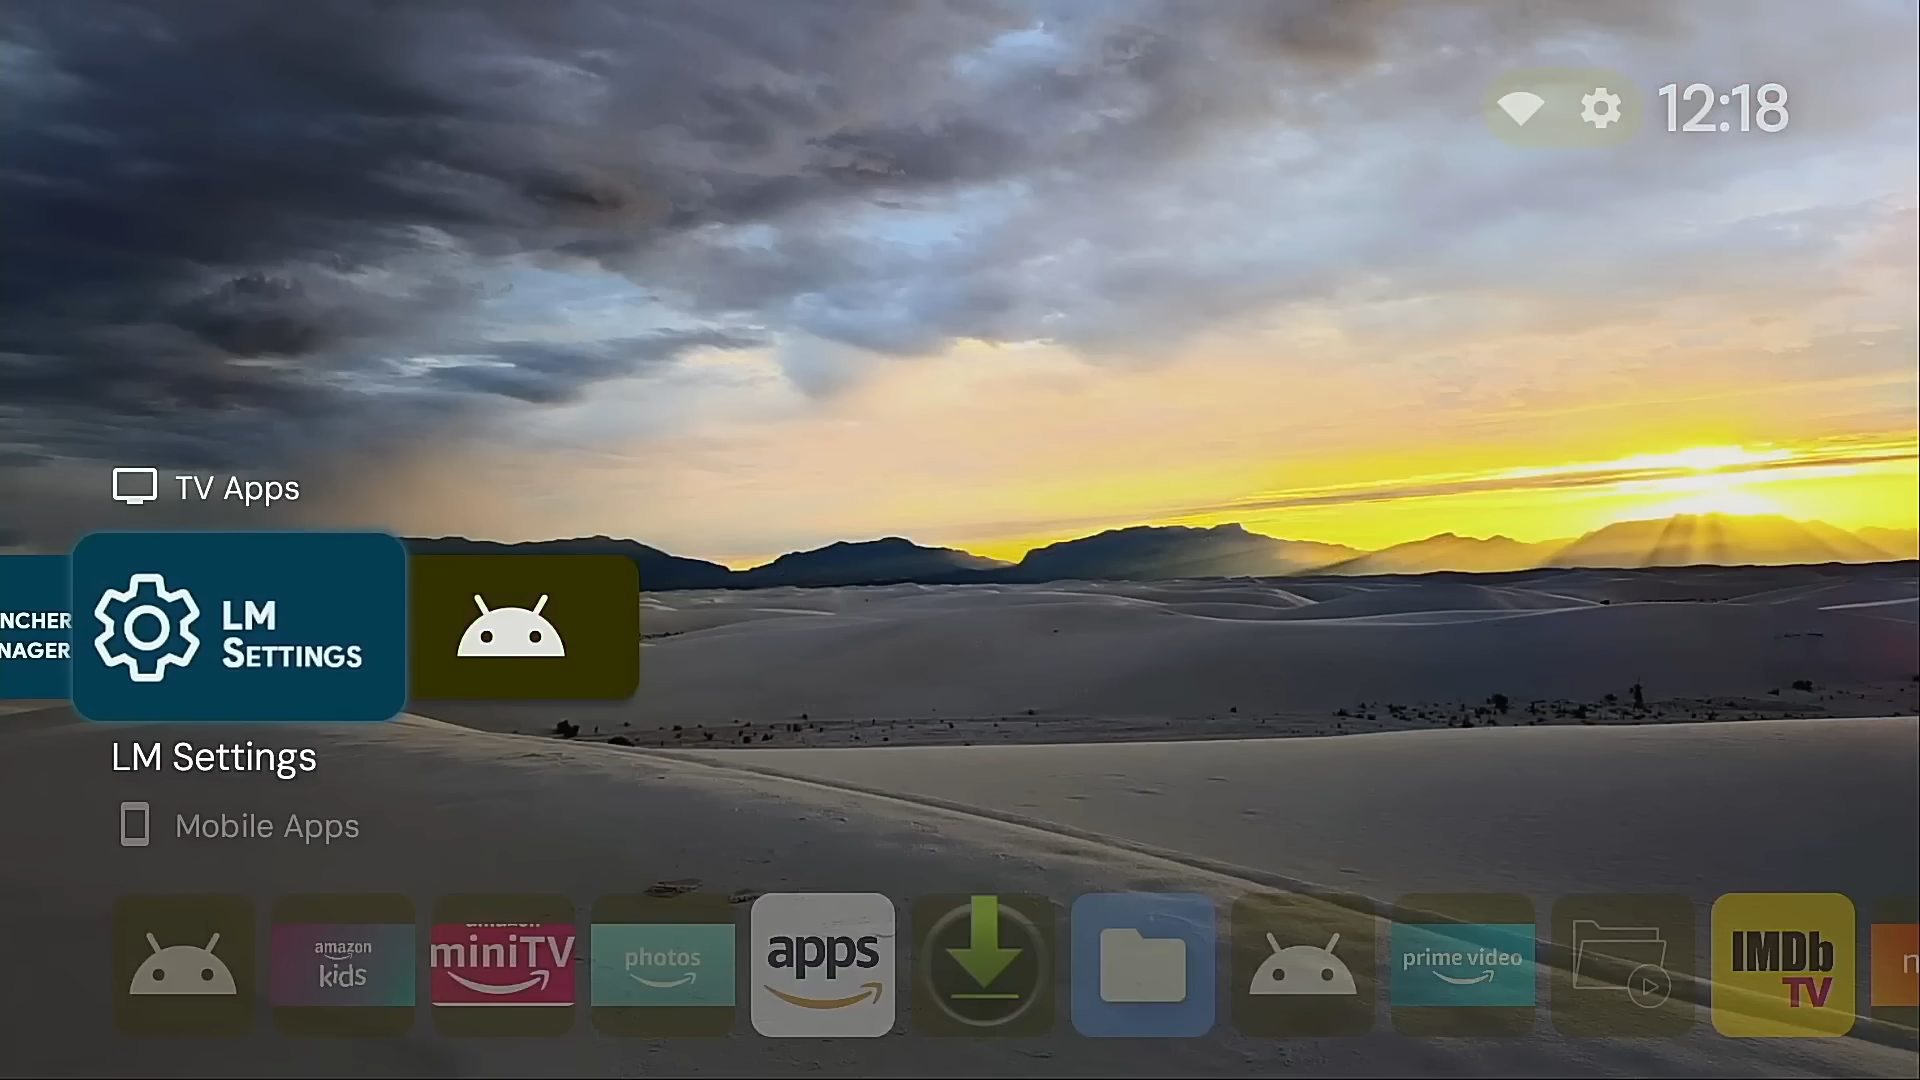 12:18
TV Apps
NCHER
NAGER
LM
SETTINGS
LM Settings
Mobile Apps
amazon
kids
amazon
miniTV
photos
apps
prime video
IMDb
TV
n